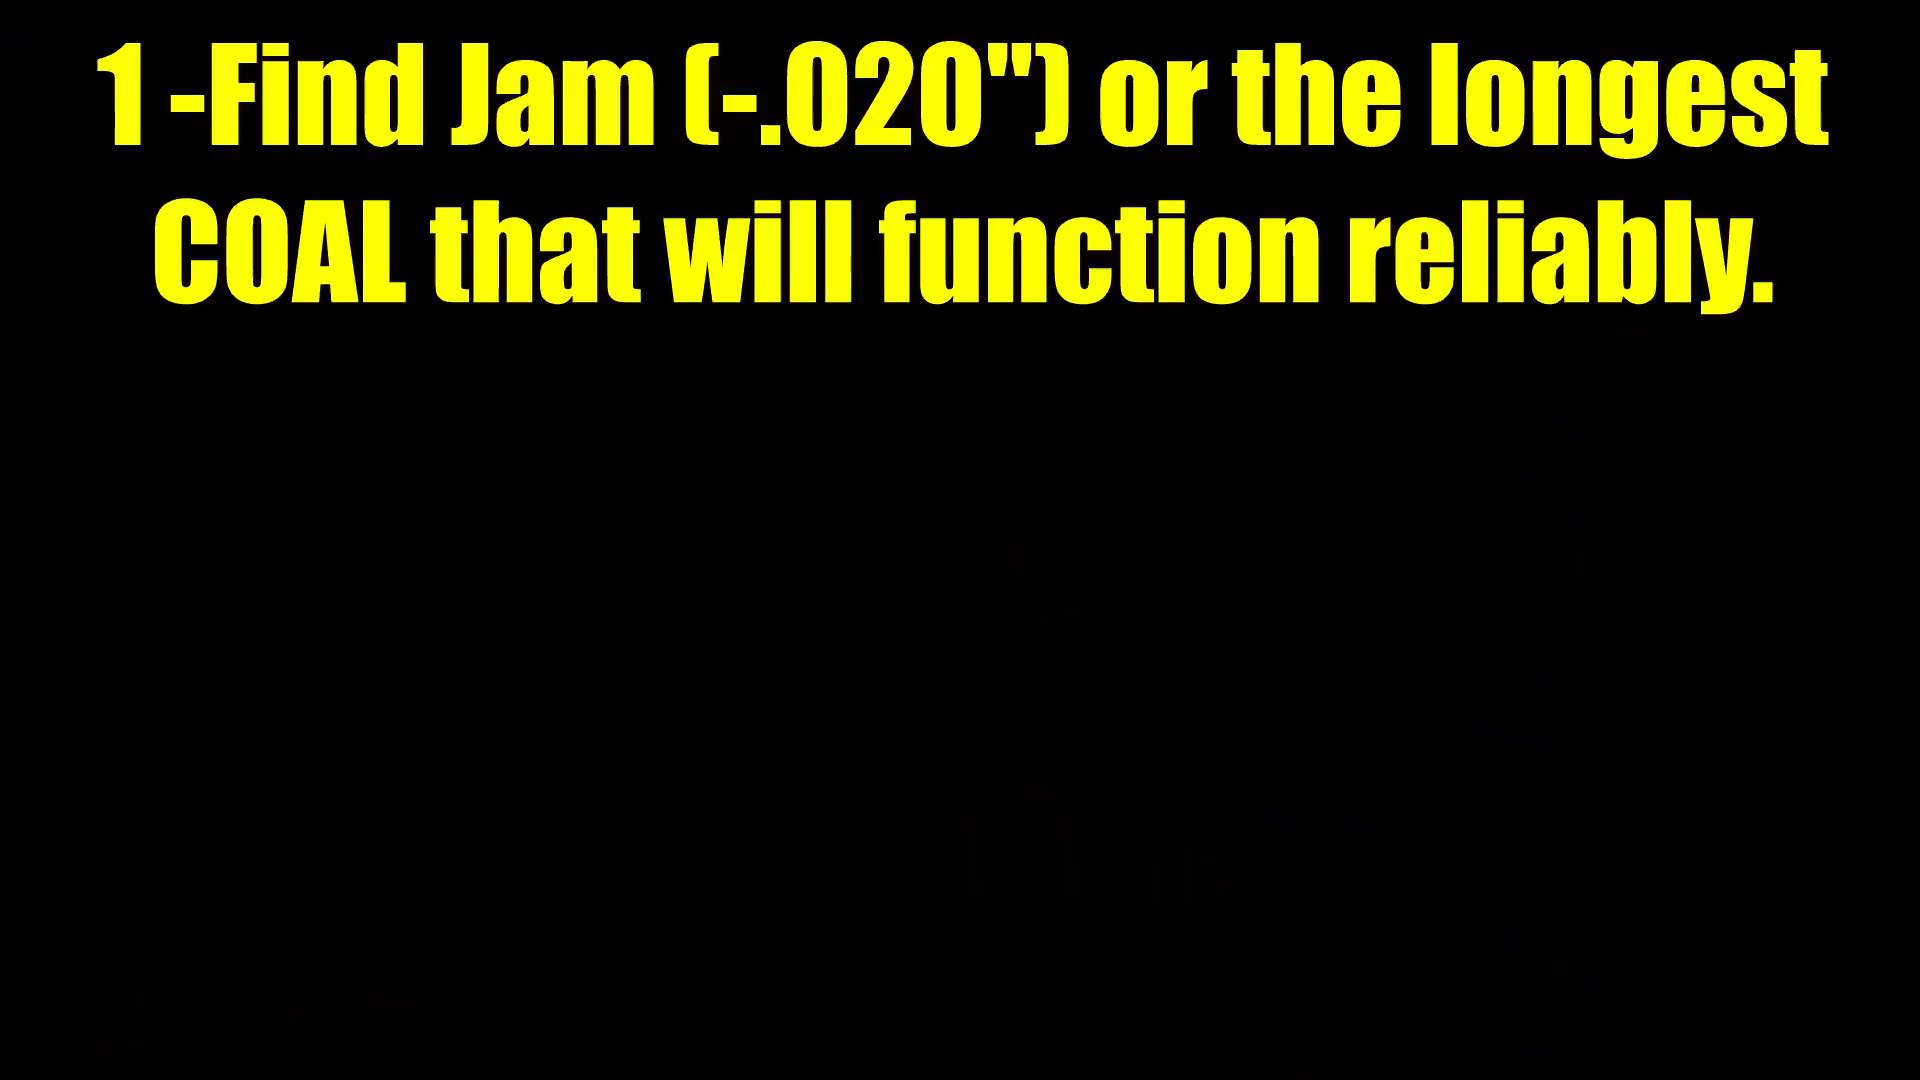 1 -Find Jam (-.020") or the longest
COAL that will function reliably.